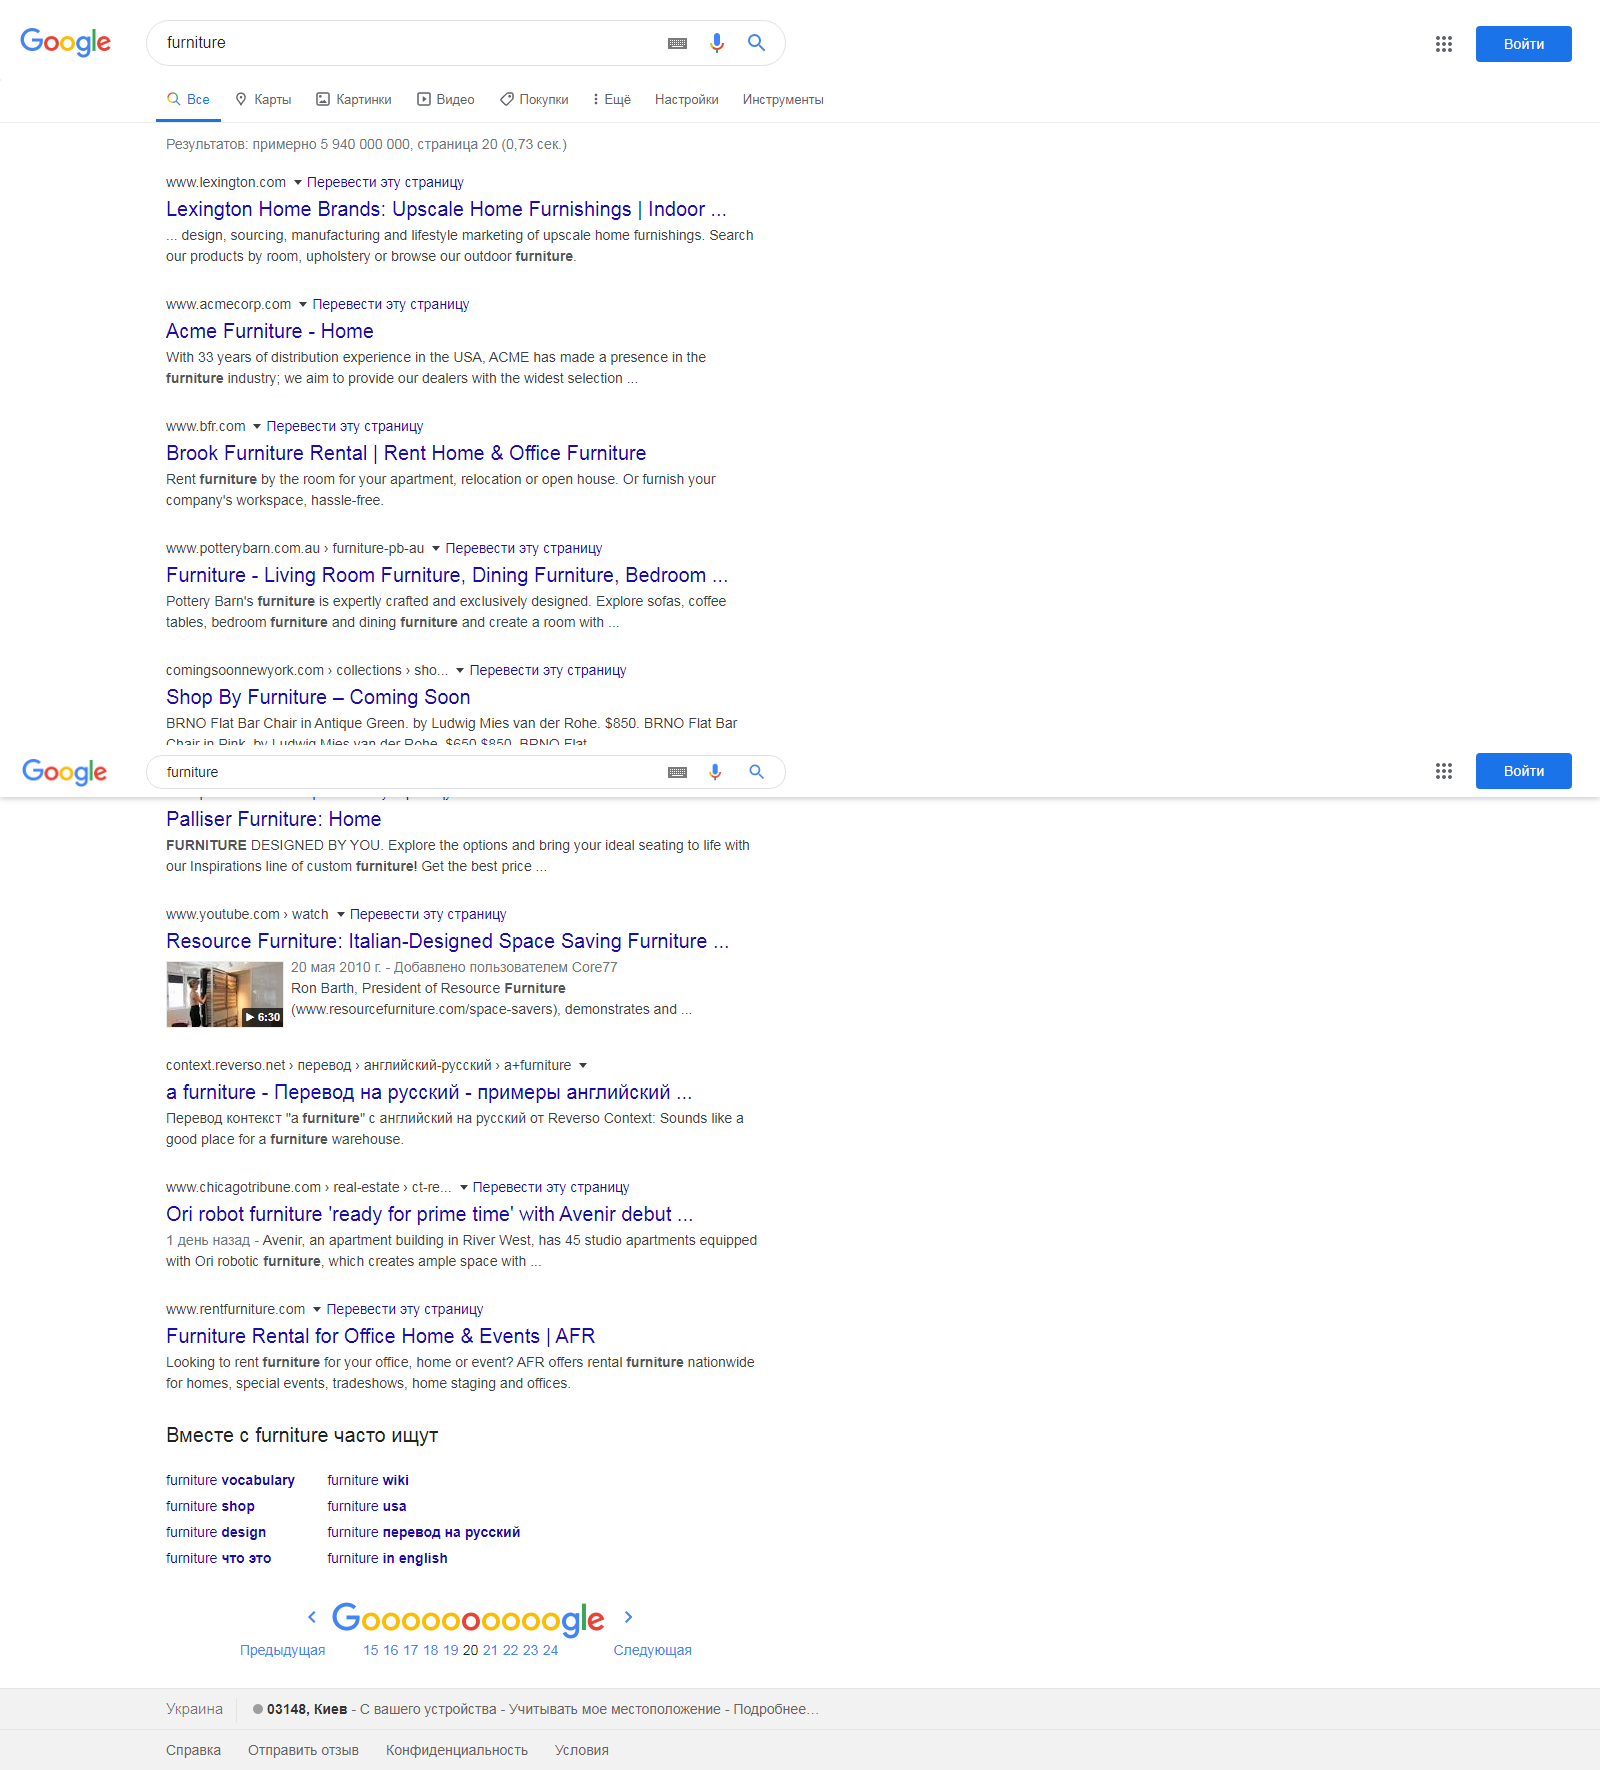 Google
furniture
Войти
Все
Карты
Картинки
Видео
Покупки
Ещё
Настройки
Инструменты
Результатов: примерно 5 940 000 000, страница 20 (0,73 сек.)
www.lexington.com Перевести эту страницу
Lexington Home Brands: Upscale Home Furnishings | Indoor ...
... design, sourcing, manufacturing and lifestyle marketing of upscale home furnishings. Search
our products by room, upholstery or browse our outdoor furniture.
www.acmecorp.com Перевести эту страницу
Acme Furniture - Home
With 33 years of distribution experience in the USA, ACME has made a presence in the
furniture industry; we aim to provide our dealers with the widest selection ...
www.bfr.com Перевести эту страницу
Brook Furniture Rental | Rent Home & Office Furniture
Rent furniture by the room for your apartment, relocation or open house. Or furnish your
company's workspace, hassle-free.
www.potterybarn.com.au › furniture-pb-au Перевести эту страницу
Furniture - Living Room Furniture, Dining Furniture, Bedroom ...
Pottery Barn's furniture is expertly crafted and exclusively designed. Explore sofas, coffee
tables, bedroom furniture and dining furniture and create a room with ...
comingsoonnewyork.com › collections › sho... Перевести эту страницу
Shop By Furniture – Coming Soon
BRNO Flat Bar Chair in Antique Green. by Ludwig Mies van der Rohe. $850. BRNO Flat Bar
Chair in Pink. by Ludwig Mies van der Rohe. $650 $850. BRNO Flat
Google
furniture
Войти
Palliser Furniture: Home
FURNITURE DESIGNED BY YOU. Explore the options and bring your ideal seating to life with
our Inspirations line of custom furniture! Get the best price ...
www.youtube.com › watch Перевести эту страницу
Resource Furniture: Italian-Designed Space Saving Furniture ...
20 мая 2010 г. - Добавлено пользователем Core77
Ron Barth, President of Resource Furniture
(www.resourcefurniture.com/space-savers), demonstrates and ...
6:30
context.reverso.net › перевод › английский-русский › a+furniture
a furniture - Перевод на русский - примеры английский ...
Перевод контекст "a furniture" c английский на русский от Reverso Context: Sounds like a
good place for a furniture warehouse.
www.chicagotribune.com › real-estate › ct-re... Перевести эту страницу
Ori robot furniture 'ready for prime time' with Avenir debut ...
1 день назад - Avenir, an apartment building in River West, has 45 studio apartments equipped
with Ori robotic furniture, which creates ample space with ...
www.rentfurniture.com Перевести эту страницу
Furniture Rental for Office Home & Events | AFR
Looking to rent furniture for your office, home or event? AFR offers rental furniture nationwide
for homes, special events, tradeshows, home staging and offices.
Вместе с furniture часто ищут
furniture vocabulary
furniture wiki
furniture shop
furniture usa
furniture design
furniture перевод на русский
furniture что это
furniture in english
Goooooooooogle
Предыдущая
15 16 17 18 19 20 21 22 23 24
Следующая
Украина
03148, Киев - С вашего устройства - Учитывать мое местоположение - Подробнее…
Справка
Отправить отзыв
Конфиденциальность
Условия